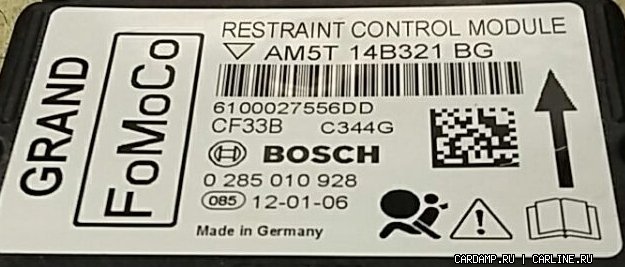 GRAND
FoMoCo
RESTRAINT CONTROL MODULE
AM5T 14B321 BG
6100027556DD
CF33B C344G
BOSCH
0 285 010 928
085 12-01-06
Made in Germany
CARDAMP.RU | CARLINE.RU